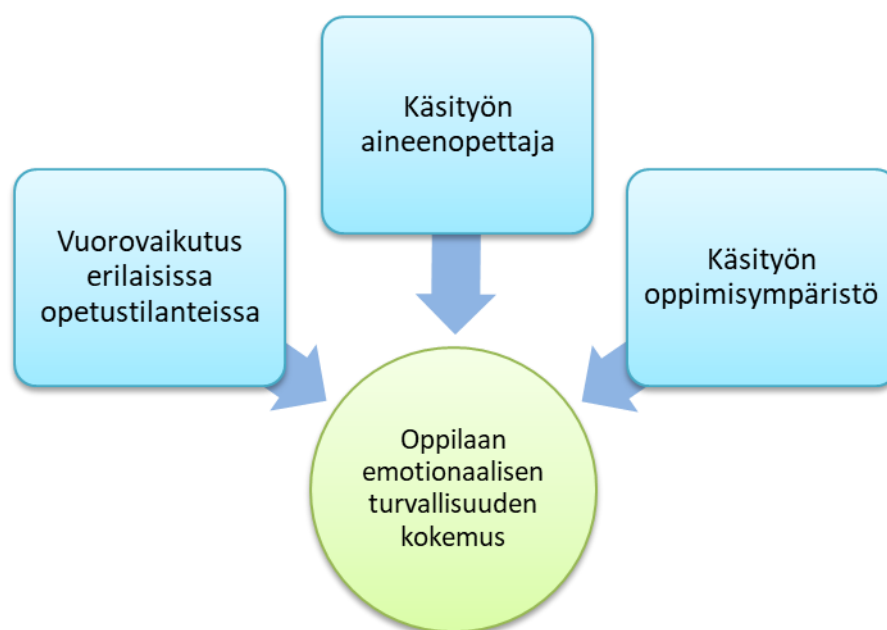 Käsityön
aineenopettaja
Vuorovaikutus
erilaisissa
opetustilanteissa
Käsityön
oppimisympäristö
Oppilaan
emotionaalisen
turvallisuuden
kokemus